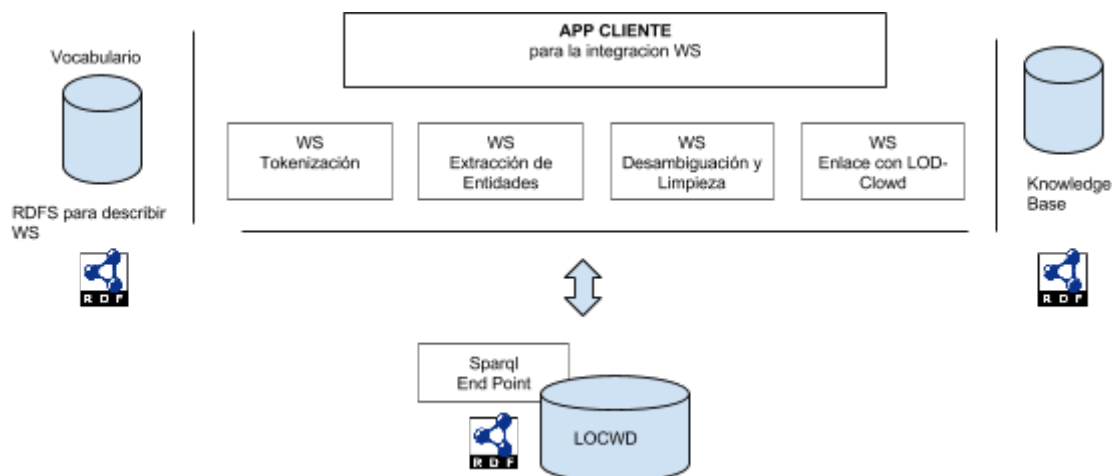 APP CLIENTE
para la integracion WS
Vocabulario
WS
Tokenización
WS
Extracción de
Entidades
WS
Desambiguación y
Limpieza
WS
Enlace con LOD-
Clowd
RDFS para describir
WS
RDF
Knowledge
Base
RDF
Sparql
End Point
RDF
LOCWD